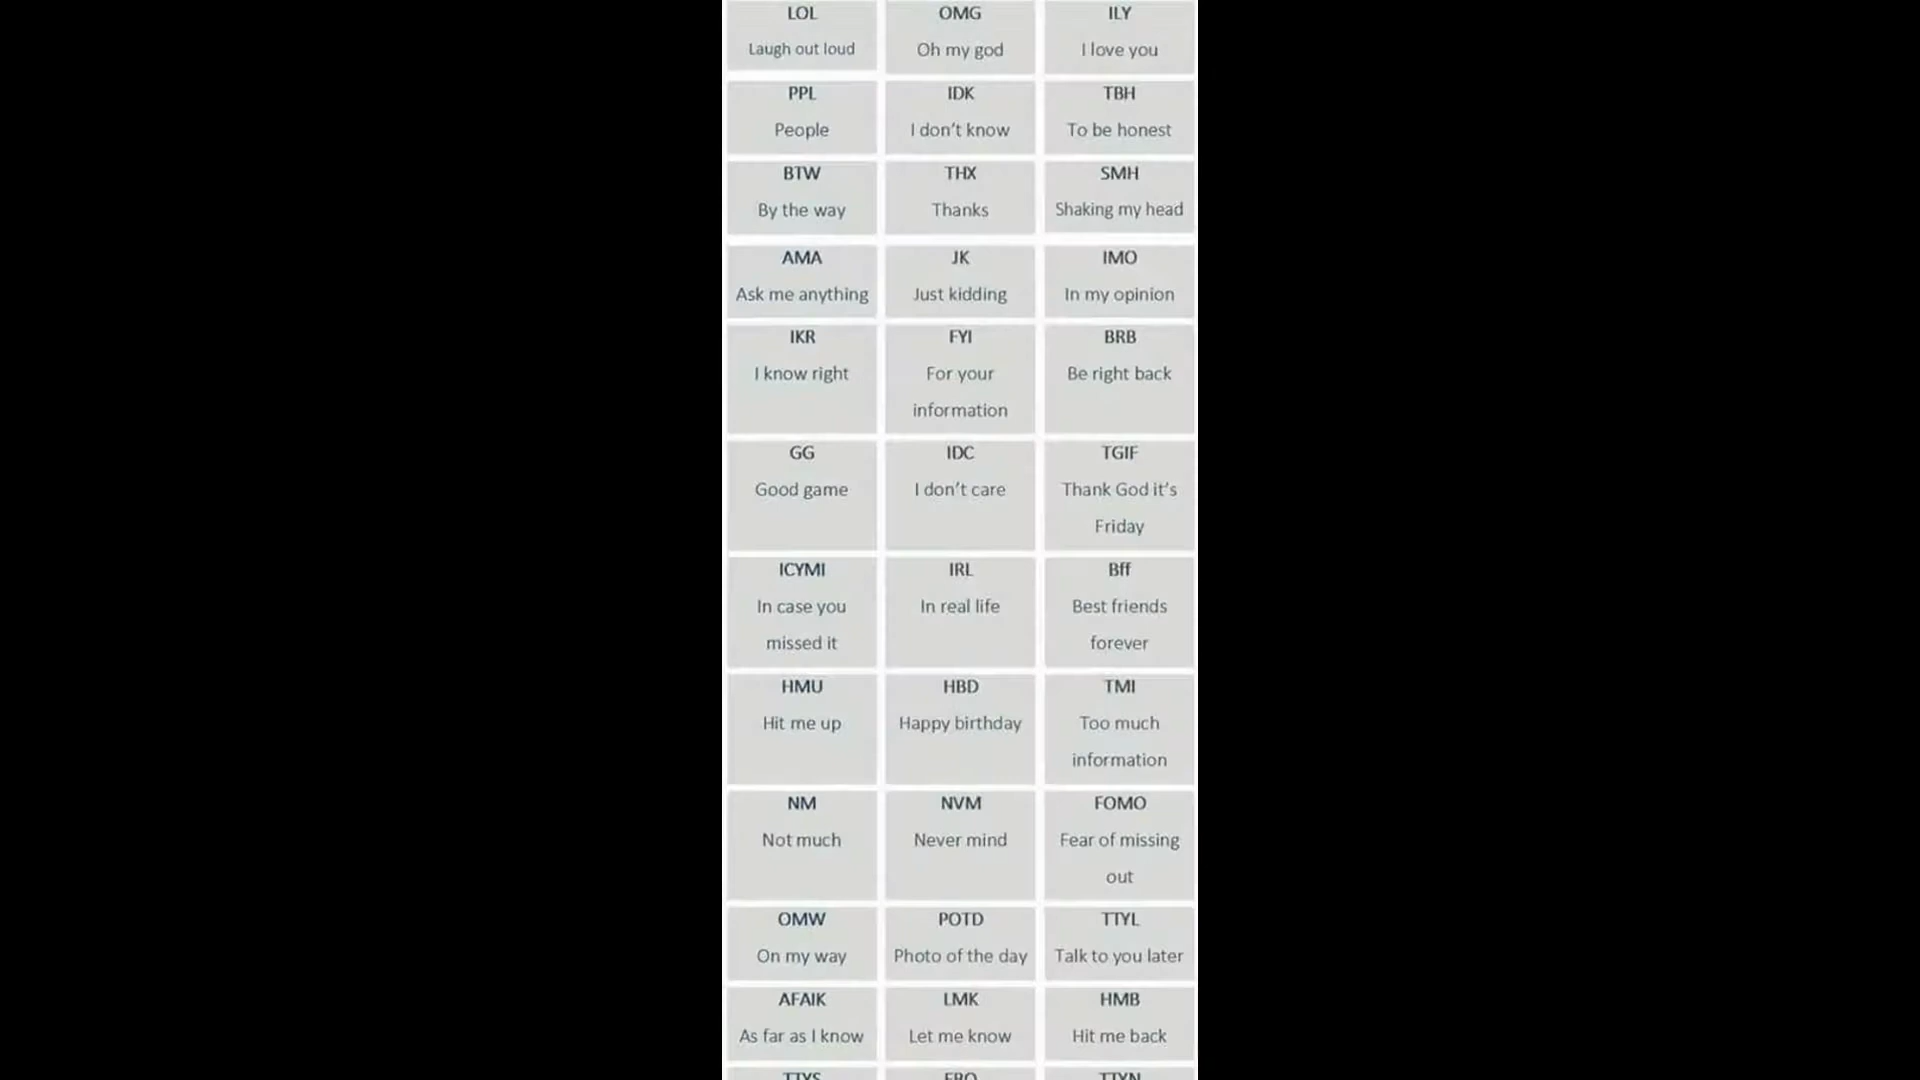 LOL OMG ILY
Laugh out loud Oh my god I love you
PPL IDK TBH
People I don't know To be honest
BTW THX SMH
By the way Thanks Shaking my head
AMA JK IMO
Ask me anything Just kidding In my opinion
IKR FYI BRB
I know right For your Be right back
information
GG IDC TGIF
Good game I don't care Thank God it's
Friday
ICYMI IRL Bff
In case you In real life Best friends
missed it forever
HMU HBD TMI
Hit me up Happy birthday Too much
information
NM NVM FOMO
Not much Never mind Fear of missing
out
OMW POTD TTYL
On my way Photo of the day Talk to you later
AFAIK LMK HMB
As far as I know Let me know Hit me back